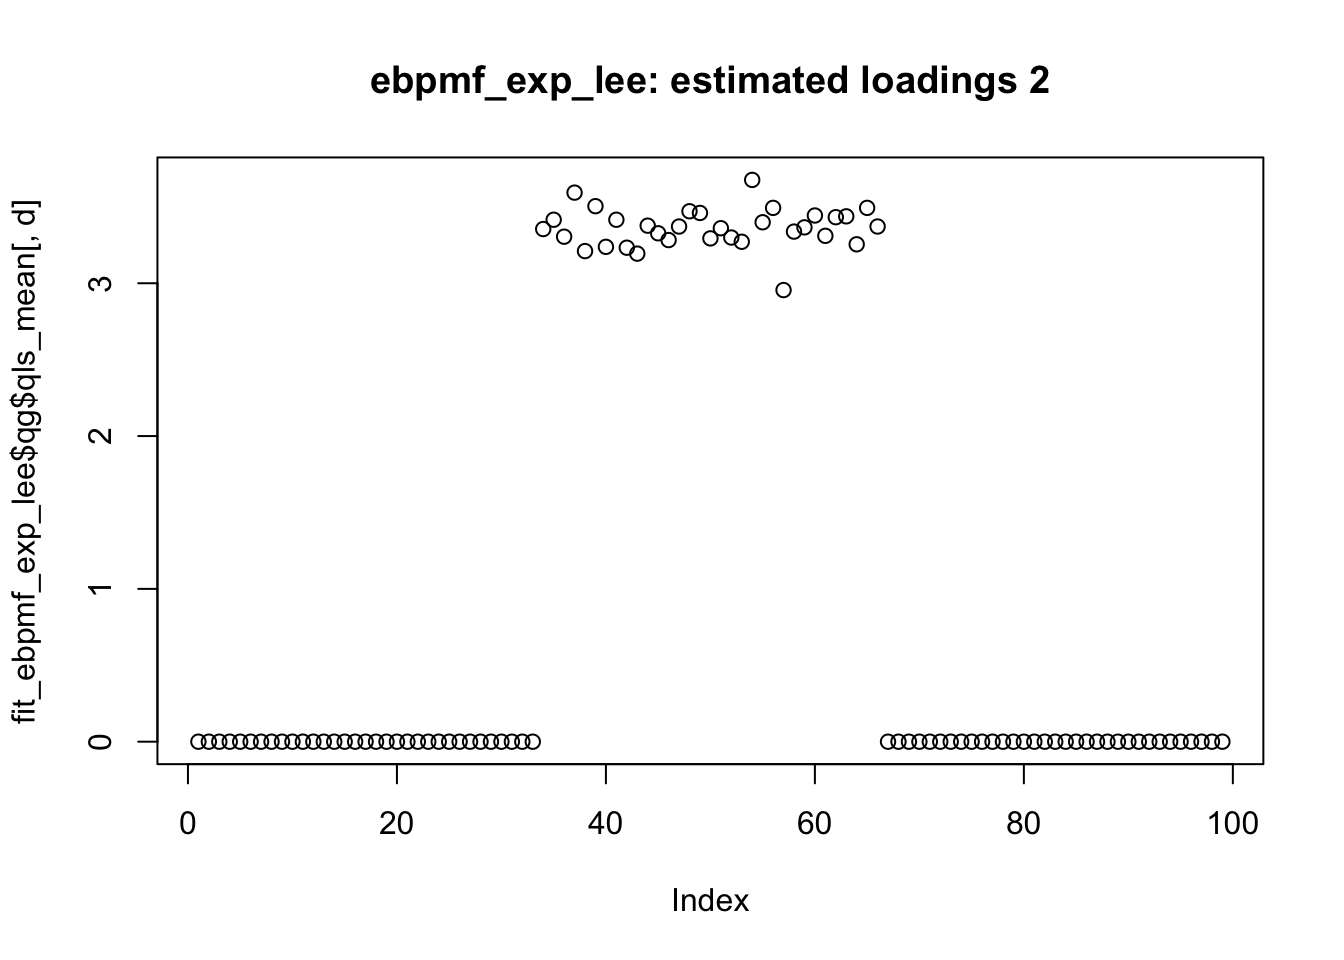 ebpmf_exp_lee: estimated loadings 2
fit_ebpmf_exp_lee$qg$qls_mean[, d]
3
2
1
0
0 20 40 60 80 100
Index